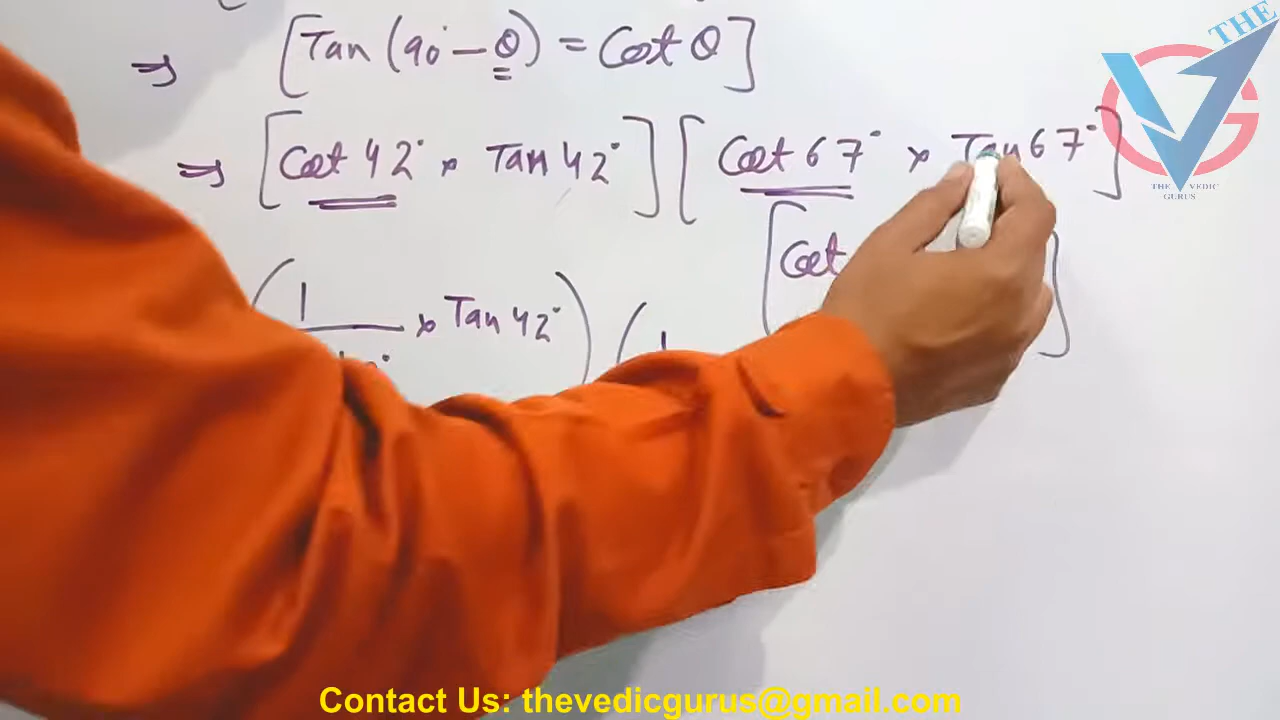 ⇒ [Tan (90° − θ) = Cot θ]
⇒ [Cot 42° × Tan 42°] [Cot 67° × Tan 67°]
[Cot ]
(1 × Tan 42°) (1
THE
THE VEDIC
GURUS
Contact Us: thevedicgurus@gmail.com